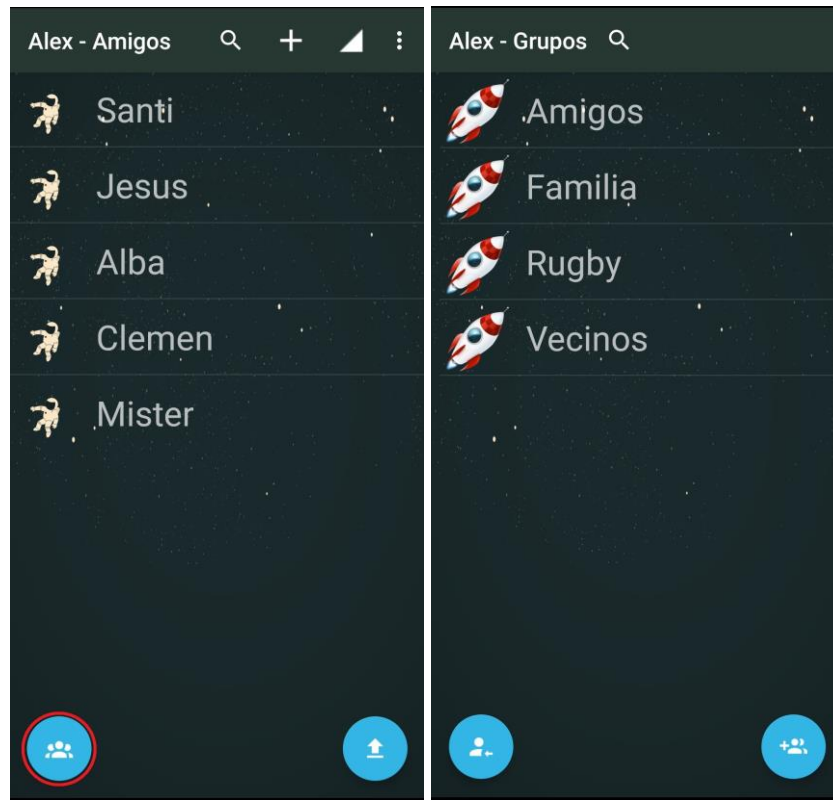 Alex - Amigos
Santi
Jesus
Alba
Clemen
Mister
Alex - Grupos
Amigos
Familia
Rugby
Vecinos